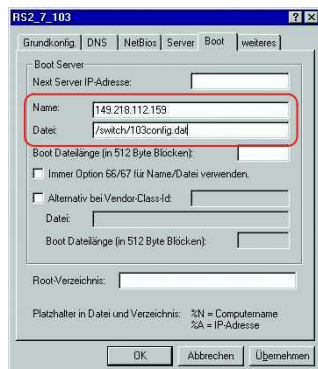 RS2_7_103
Grundkonfig. DNS NetBios Server Boot weiteres
Boot Server
Next Server IP-Adresse:
Name: 149.218.112.159
Datei: /switch/103config.dat
Boot Dateilänge (in 512 Byte Blöcken):
Immer Option 66/67 für Name/Datei verwenden.
Alternativ bei Vendor-Class-Id:
Datei:
Boot Dateilänge (in 512 Byte Blöcken):
Root-Verzeichnis:
Platzhalter in Datei und Verzeichnis: %N = Computername
%A = IP-Adresse
OK Abbrechen Übernehmen